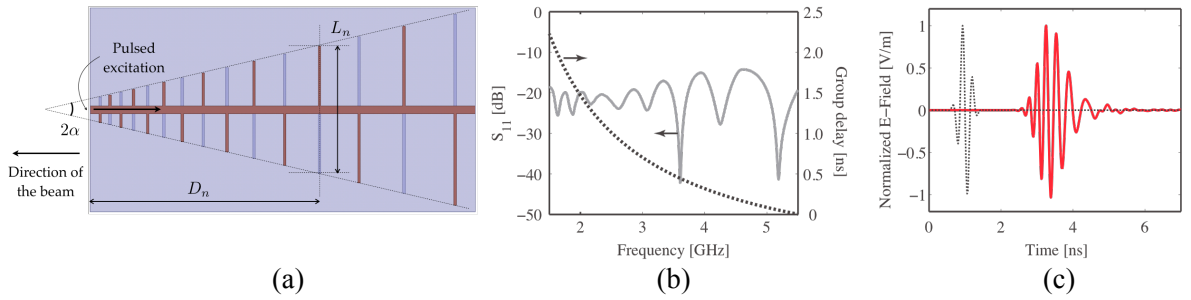 Pulsed
excitation
2α
Direction of
the beam
L_n
D_n
(a)
S_11 [dB]
0
−10
−20
−30
−40
−50
2 3 4 5
Frequency [GHz]
2.5
2
1.5
1.0
0.5
0
Group delay [ns]
(b)
Normalized E−Field [V/m]
1
0.5
0
−0.5
−1
0 2 4 6
Time [ns]
(c)